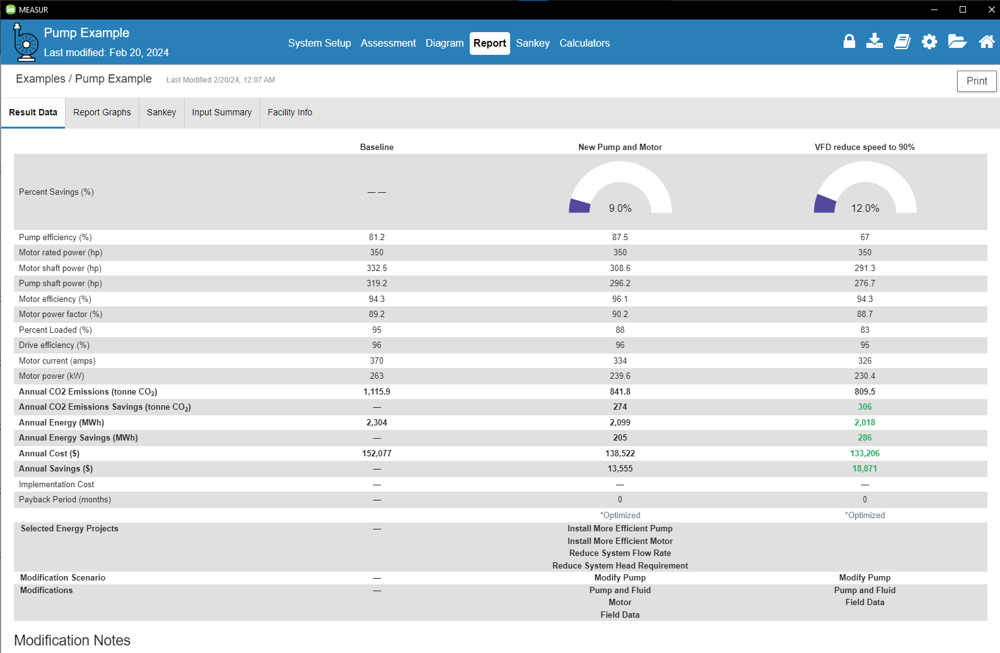 MEASUR
Pump Example
Last modified: Feb 20, 2024
System Setup Assessment Diagram Report Sankey Calculators
Examples / Pump Example Last Modified 2/20/24, 12:07 AM
Print
Result Data Report Graphs Sankey Input Summary Facility Info
Baseline New Pump and Motor VFD reduce speed to 90%
Percent Savings (%) — — 9.0% 12.0%
Pump efficiency (%) 81.2 87.5 67
Motor rated power (hp) 350 350 350
Motor shaft power (hp) 332.5 308.6 291.3
Pump shaft power (hp) 319.2 296.2 276.7
Motor efficiency (%) 94.3 96.1 94.3
Motor power factor (%) 89.2 90.2 88.7
Percent Loaded (%) 95 88 83
Drive efficiency (%) 96 96 95
Motor current (amps) 370 334 326
Motor power (kW) 263 239.6 230.4
Annual CO2 Emissions (tonne CO₂) 1,115.9 841.8 809.5
Annual CO2 Emissions Savings (tonne CO₂) — 274 306
Annual Energy (MWh) 2,304 2,099 2,018
Annual Energy Savings (MWh) — 205 286
Annual Cost ($) 152,077 138,522 133,206
Annual Savings ($) — 13,555 18,871
Implementation Cost — — —
Payback Period (months) — 0 0
*Optimized *Optimized
Selected Energy Projects — Install More Efficient Pump
Install More Efficient Motor
Reduce System Flow Rate
Reduce System Head Requirement
Modification Scenario — Modify Pump Modify Pump
Modifications — Pump and Fluid Pump and Fluid
Motor Field Data
Field Data
Modification Notes